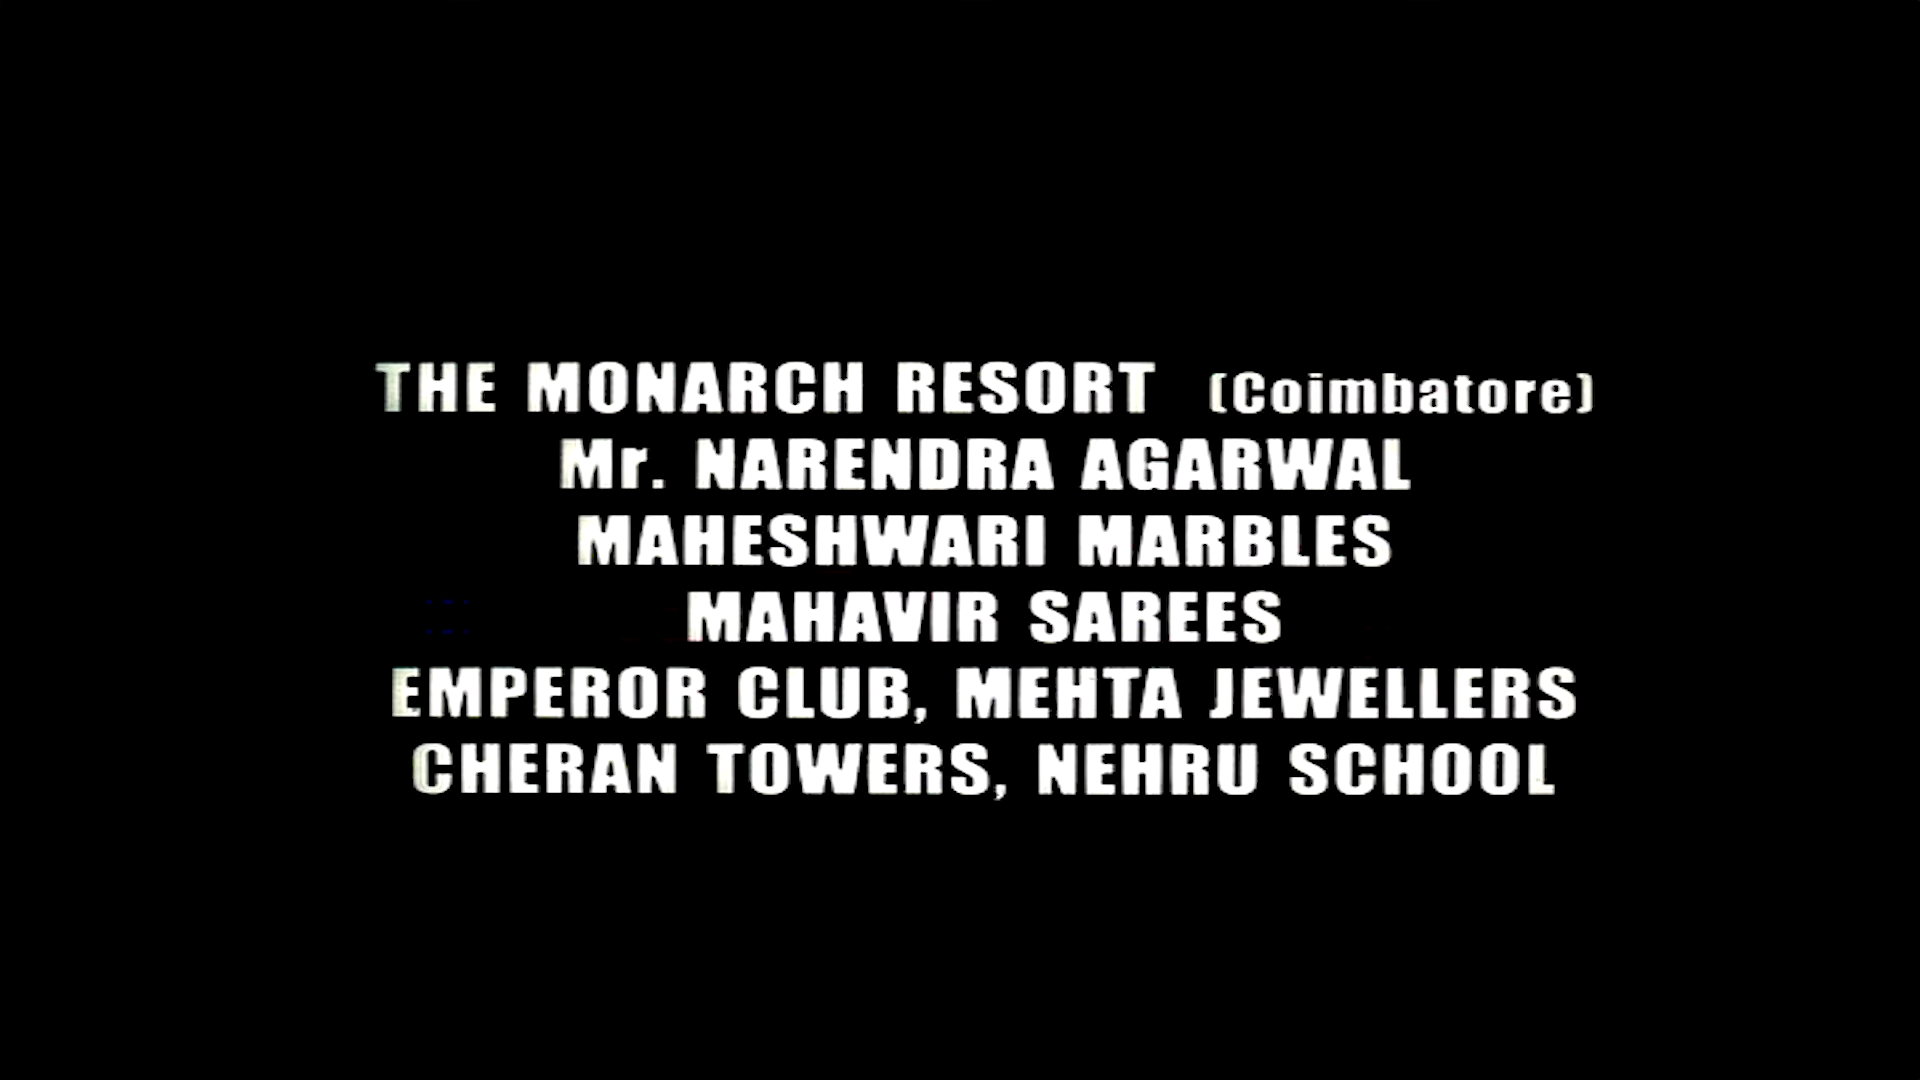 THE MONARCH RESORT (Coimbatore)
Mr. NARENDRA AGARWAL
MAHESHWARI MARBLES
MAHAVIR SAREES
EMPEROR CLUB, MEHTA JEWELLERS
CHERAN TOWERS, NEHRU SCHOOL